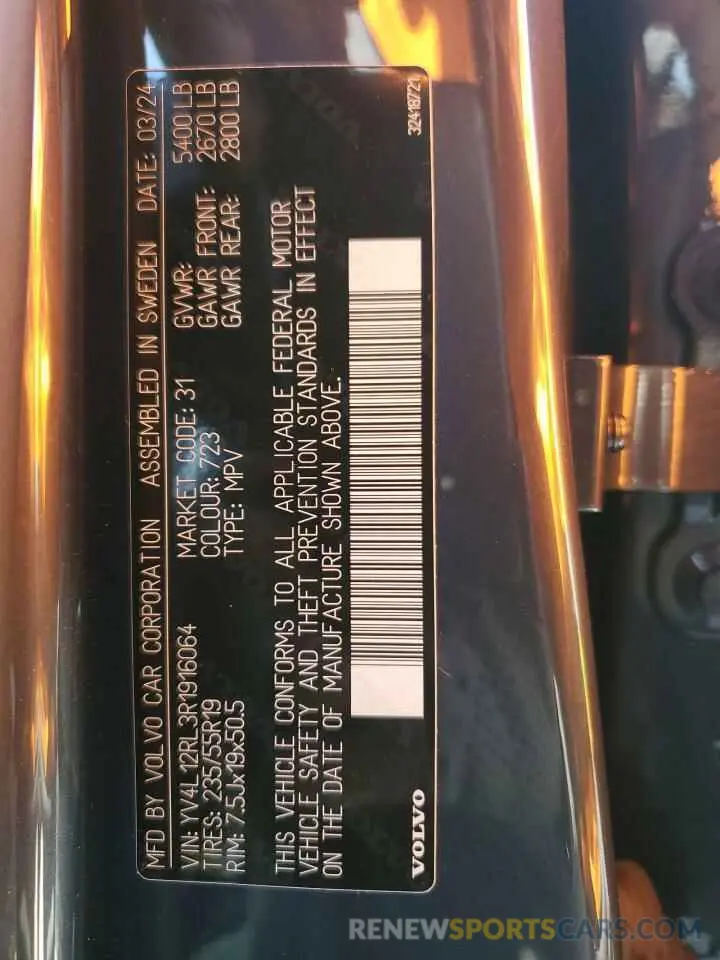 MFD BY VOLVO CAR CORPORATION ASSEMBLED IN SWEDEN DATE: 03/24
VIN: YV4L12RL3R1916064 MARKET CODE: 31 GVWR: 5400 LB
TIRES: 235/55R19 COLOUR: 723 GAWR FRONT: 2670 LB
RIM: 7.5Jx19x50.5 TYPE: MPV GAWR REAR: 2800 LB
THIS VEHICLE CONFORMS TO ALL APPLICABLE FEDERAL MOTOR
VEHICLE SAFETY AND THEFT PREVENTION STANDARDS IN EFFECT
ON THE DATE OF MANUFACTURE SHOWN ABOVE.
VOLVO 32418721
RENEWSPORTSCARS.COM